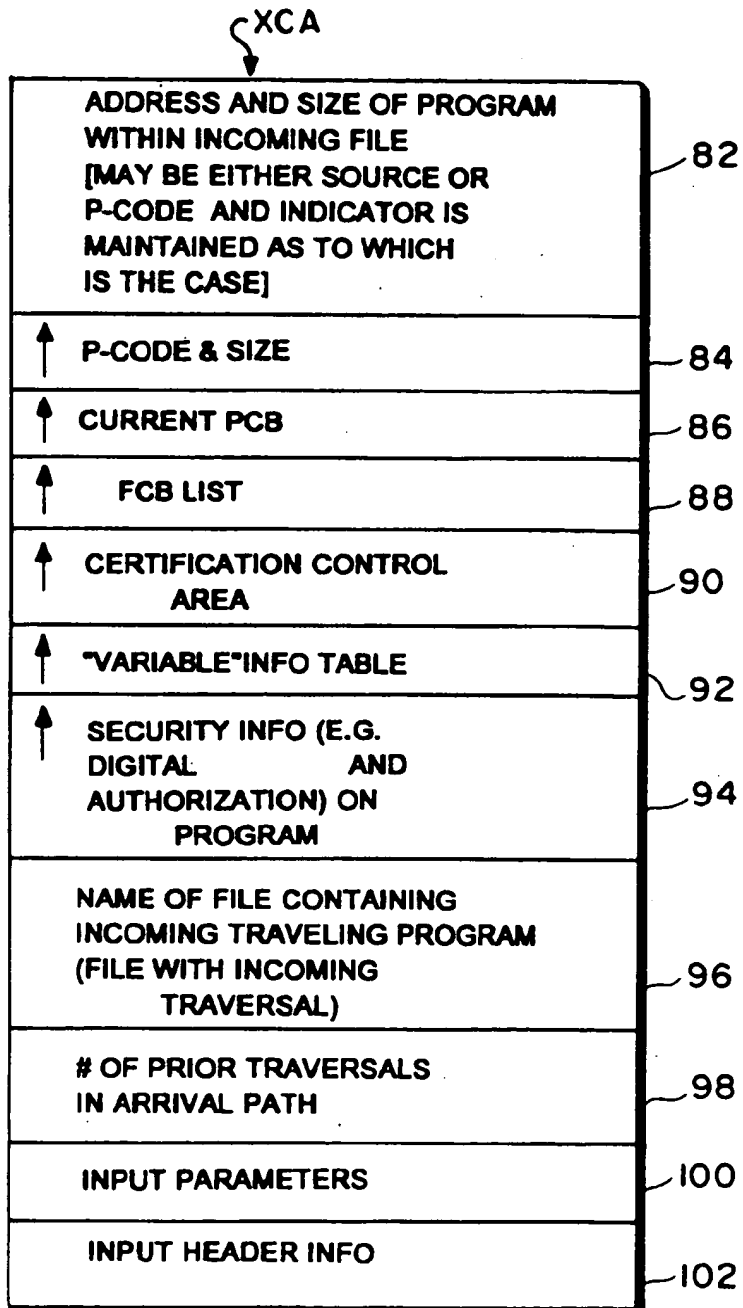 XCA
ADDRESS AND SIZE OF PROGRAM
WITHIN INCOMING FILE
[MAY BE EITHER SOURCE OR
P-CODE AND INDICATOR IS
MAINTAINED AS TO WHICH
IS THE CASE]
82
P-CODE & SIZE
84
CURRENT PCB
86
FCB LIST
88
CERTIFICATION CONTROL
AREA
90
"VARIABLE"INFO TABLE
92
SECURITY INFO (E.G.
DIGITAL AND
AUTHORIZATION) ON
PROGRAM
94
NAME OF FILE CONTAINING
INCOMING TRAVELING PROGRAM
(FILE WITH INCOMING
TRAVERSAL)
96
# OF PRIOR TRAVERSALS
IN ARRIVAL PATH
98
INPUT PARAMETERS
100
INPUT HEADER INFO
102